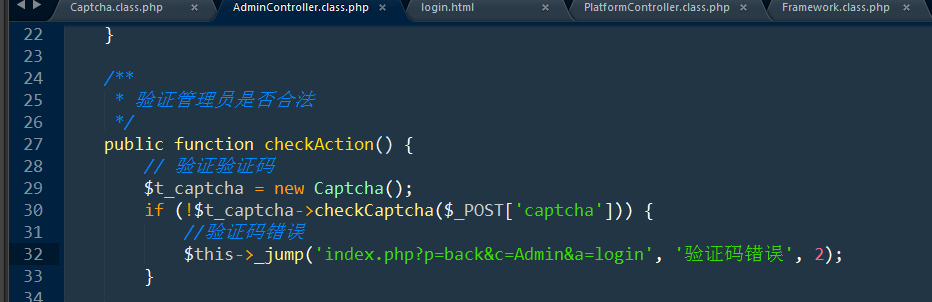 Captcha.class.php × AdminController.class.php × login.html × PlatformController.class.php × Framework.class.php ×
22 }
23
24 /**
25 * 验证管理员是否合法
26 */
27 public function checkAction() {
28 // 验证验证码
29 $t_captcha = new Captcha();
30 if (!$t_captcha->checkCaptcha($_POST['captcha'])) {
31 //验证码错误
32 $this->_jump('index.php?p=back&c=Admin&a=login', '验证码错误', 2);
33 }
34